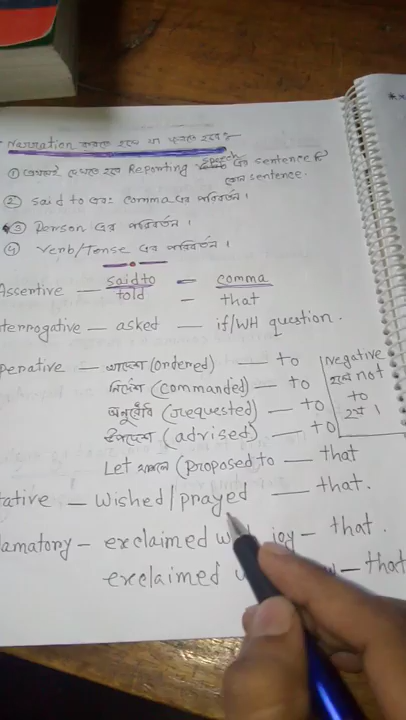 Narration করতে হলে যা করতে হবে :-
① প্রথমেই দেখতে হবে Reporting speech এর sentence টি
কোন sentence.
② said to এবং comma এর পরিবর্তন।
③ Person এর পরিবর্তন।
④ Verb/Tense এর পরিবর্তন।
Assertive — said to — comma
told — that
terrogative — asked — if/WH question.
perative — আদেশ (ordered) — to
নির্দেশ (commanded) — to
অনুরোধ (requested) — to
উপদেশ (advised) — to
Let থাকলে (Proposed to — that
Negative
হলে not
to
হয়।
tative — Wished/prayed — that.
lamatory — exclaimed with joy — that.
exclaimed — that